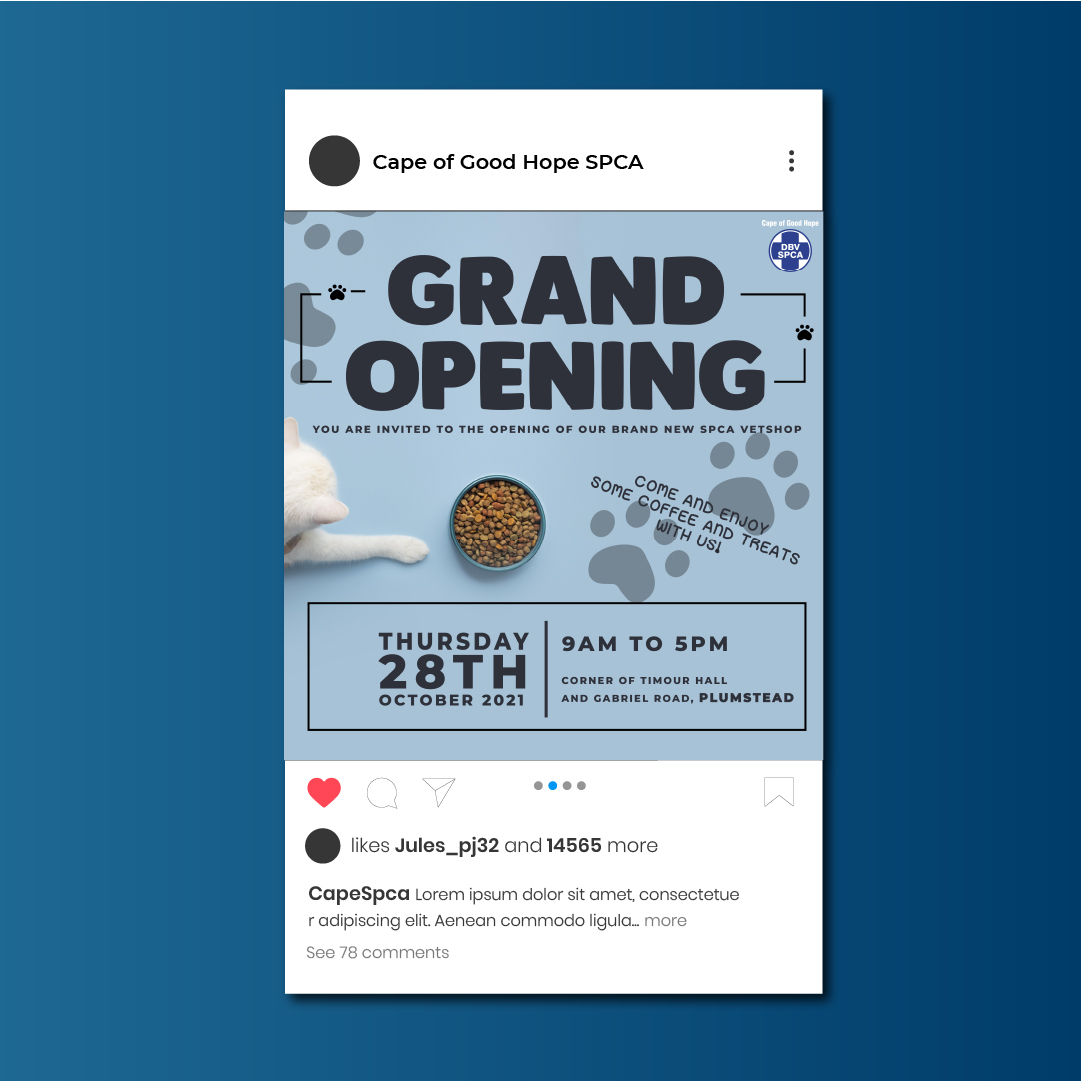 Cape of Good Hope SPCA
Cape of Good Hope
DBV
SPCA
GRAND
OPENING
YOU ARE INVITED TO THE OPENING OF OUR BRAND NEW SPCA VETSHOP
COME AND ENJOY
SOME COFFEE AND TREATS
WITH US!
THURSDAY
28TH
OCTOBER 2021
9AM TO 5PM
CORNER OF TIMOUR HALL
AND GABRIEL ROAD, PLUMSTEAD
likes Jules_pj32 and 14565 more
CapeSpca Lorem ipsum dolor sit amet, consectetue
r adipiscing elit. Aenean commodo ligula... more
See 78 comments